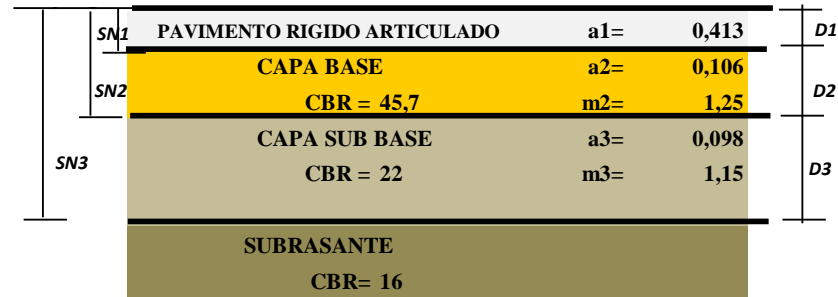 SN1 PAVIMENTO RIGIDO ARTICULADO a1= 0,413 D1
CAPA BASE a2= 0,106
SN2 CBR = 45,7 m2= 1,25 D2
CAPA SUB BASE a3= 0,098
SN3 CBR = 22 m3= 1,15 D3
SUBRASANTE
CBR= 16